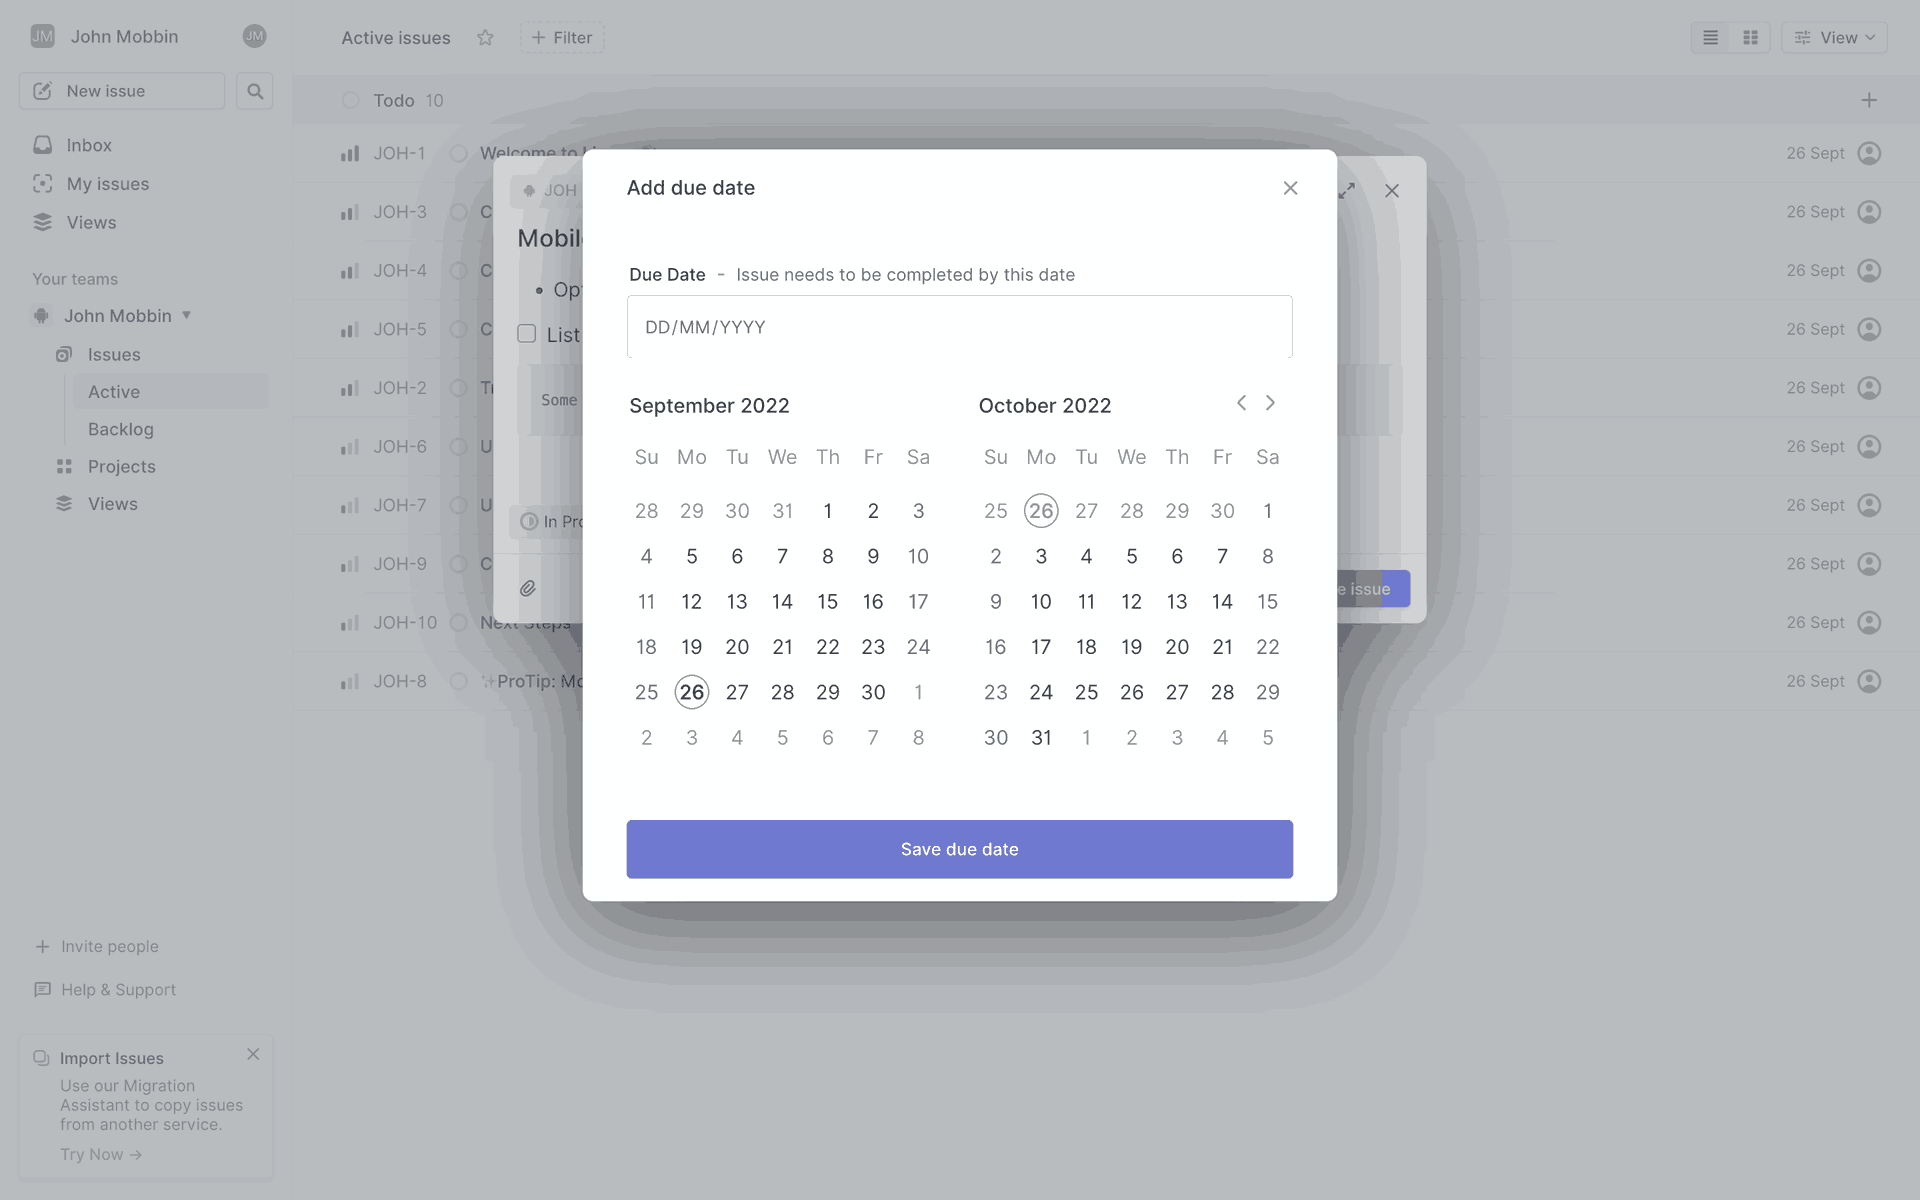 JM John Mobbin JM
New issue
Inbox
My issues
Views
Your teams
John Mobbin
Issues
Active
Backlog
Projects
Views
Invite people
Help & Support
Import Issues
Use our Migration
Assistant to copy issues
from another service.
Try Now →
Active issues
Filter
View
Todo 10
JOH-1 Welcome to 26 Sept
JOH-3 26 Sept
JOH-4 26 Sept
JOH-5 26 Sept
JOH-2 26 Sept
JOH-6 26 Sept
JOH-7 26 Sept
JOH-9 26 Sept
JOH-10 Next Steps 26 Sept
JOH-8 ProTip: 26 Sept
JOH
List
Some
issue
Add due date
Due Date - Issue needs to be completed by this date
DD/MM/YYYY
September 2022
Su Mo Tu We Th Fr Sa
28 29 30 31 1 2 3
4 5 6 7 8 9 10
11 12 13 14 15 16 17
18 19 20 21 22 23 24
25 26 27 28 29 30 1
2 3 4 5 6 7 8
October 2022
Su Mo Tu We Th Fr Sa
25 26 27 28 29 30 1
2 3 4 5 6 7 8
9 10 11 12 13 14 15
16 17 18 19 20 21 22
23 24 25 26 27 28 29
30 31 1 2 3 4 5
Save due date